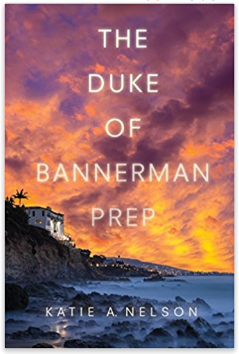 THE
DUKE
OF
BANNERMAN
PREP
KATIE A. NELSON